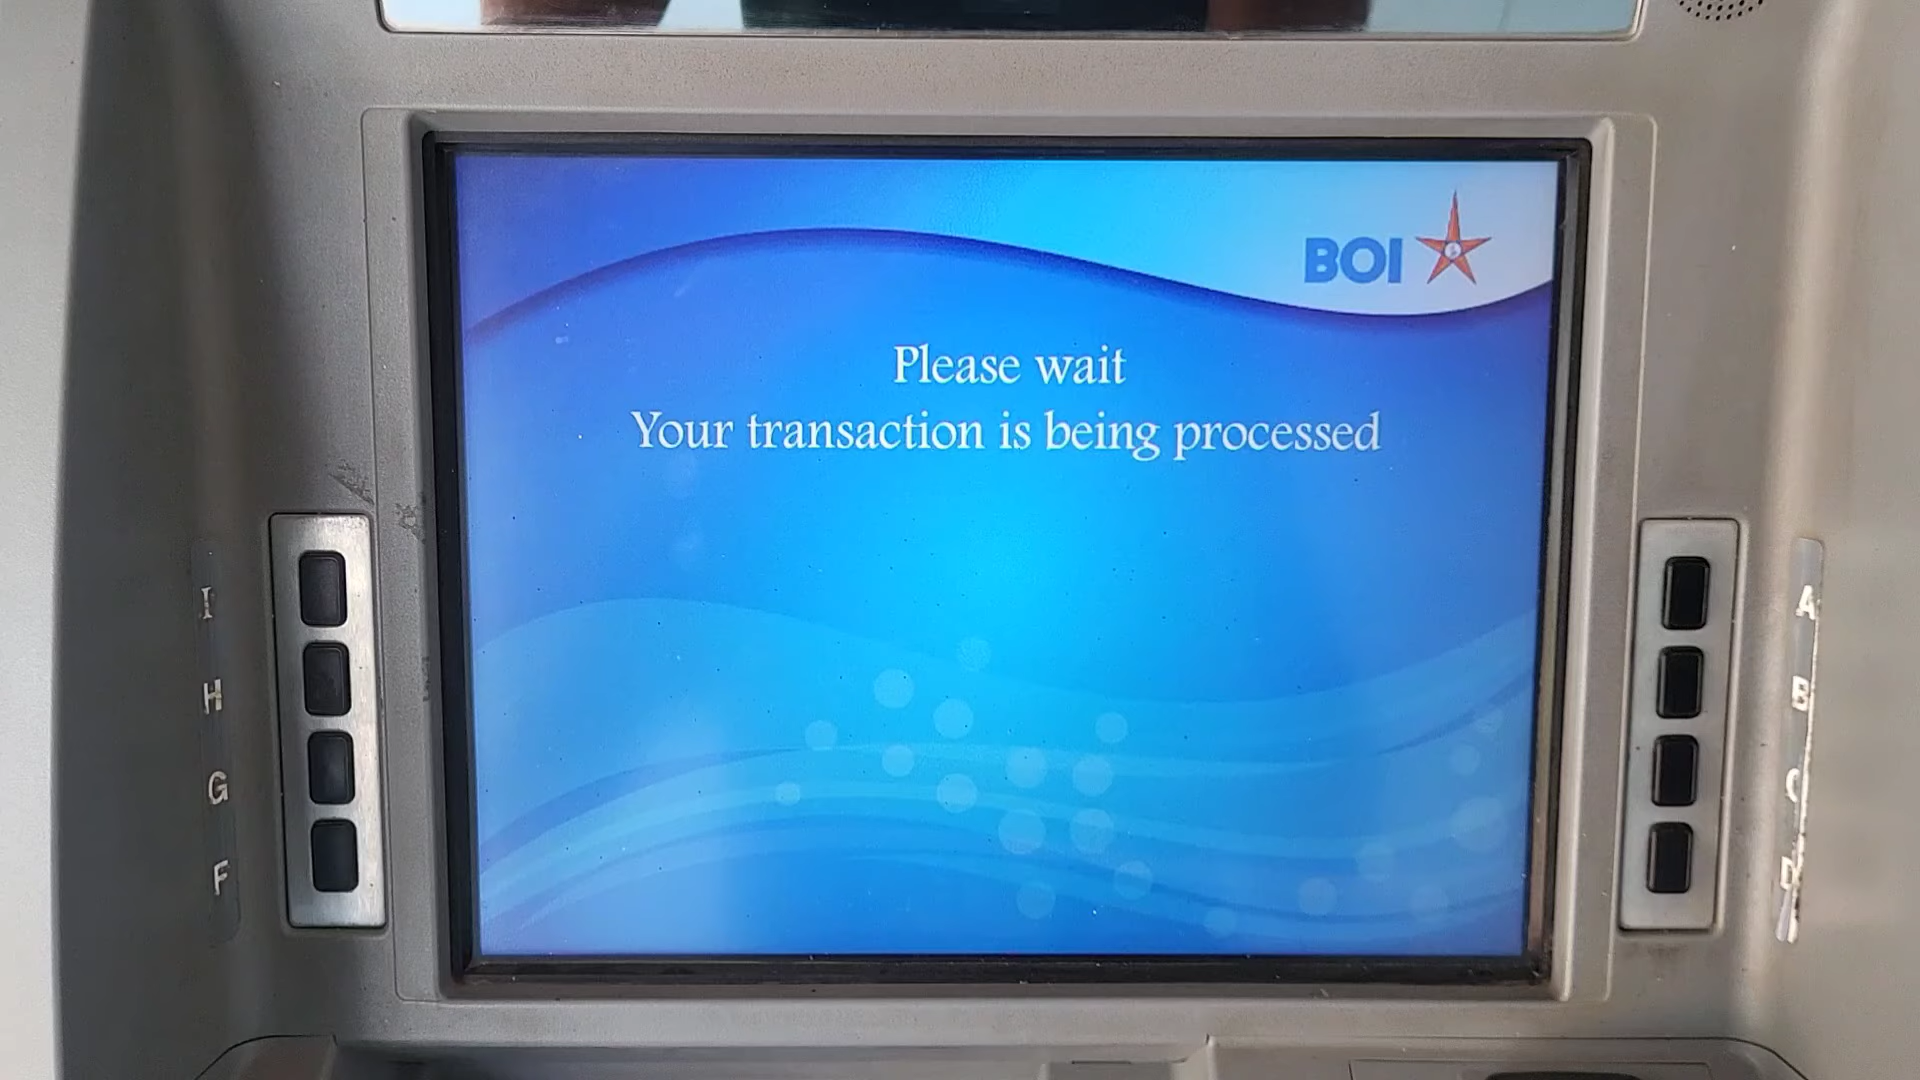 BOI
Please wait
Your transaction is being processed
I
H
G
F
A
B
C
D